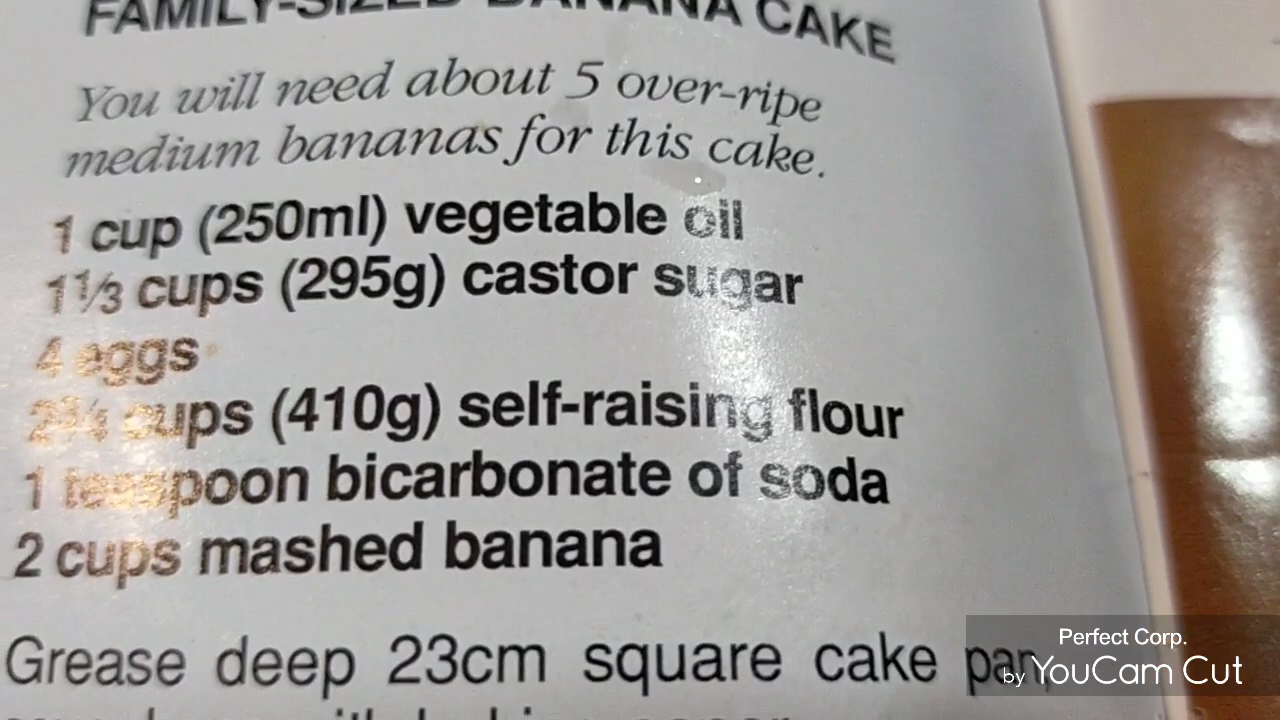 FAMILY-SIZED BANANA CAKE
You will need about 5 over-ripe
medium bananas for this cake.
1 cup (250ml) vegetable oil
1⅓ cups (295g) castor sugar
4 eggs
2¾ cups (410g) self-raising flour
1 teaspoon bicarbonate of soda
2 cups mashed banana
Grease deep 23cm square cake pan,
Perfect Corp.
by YouCam Cut